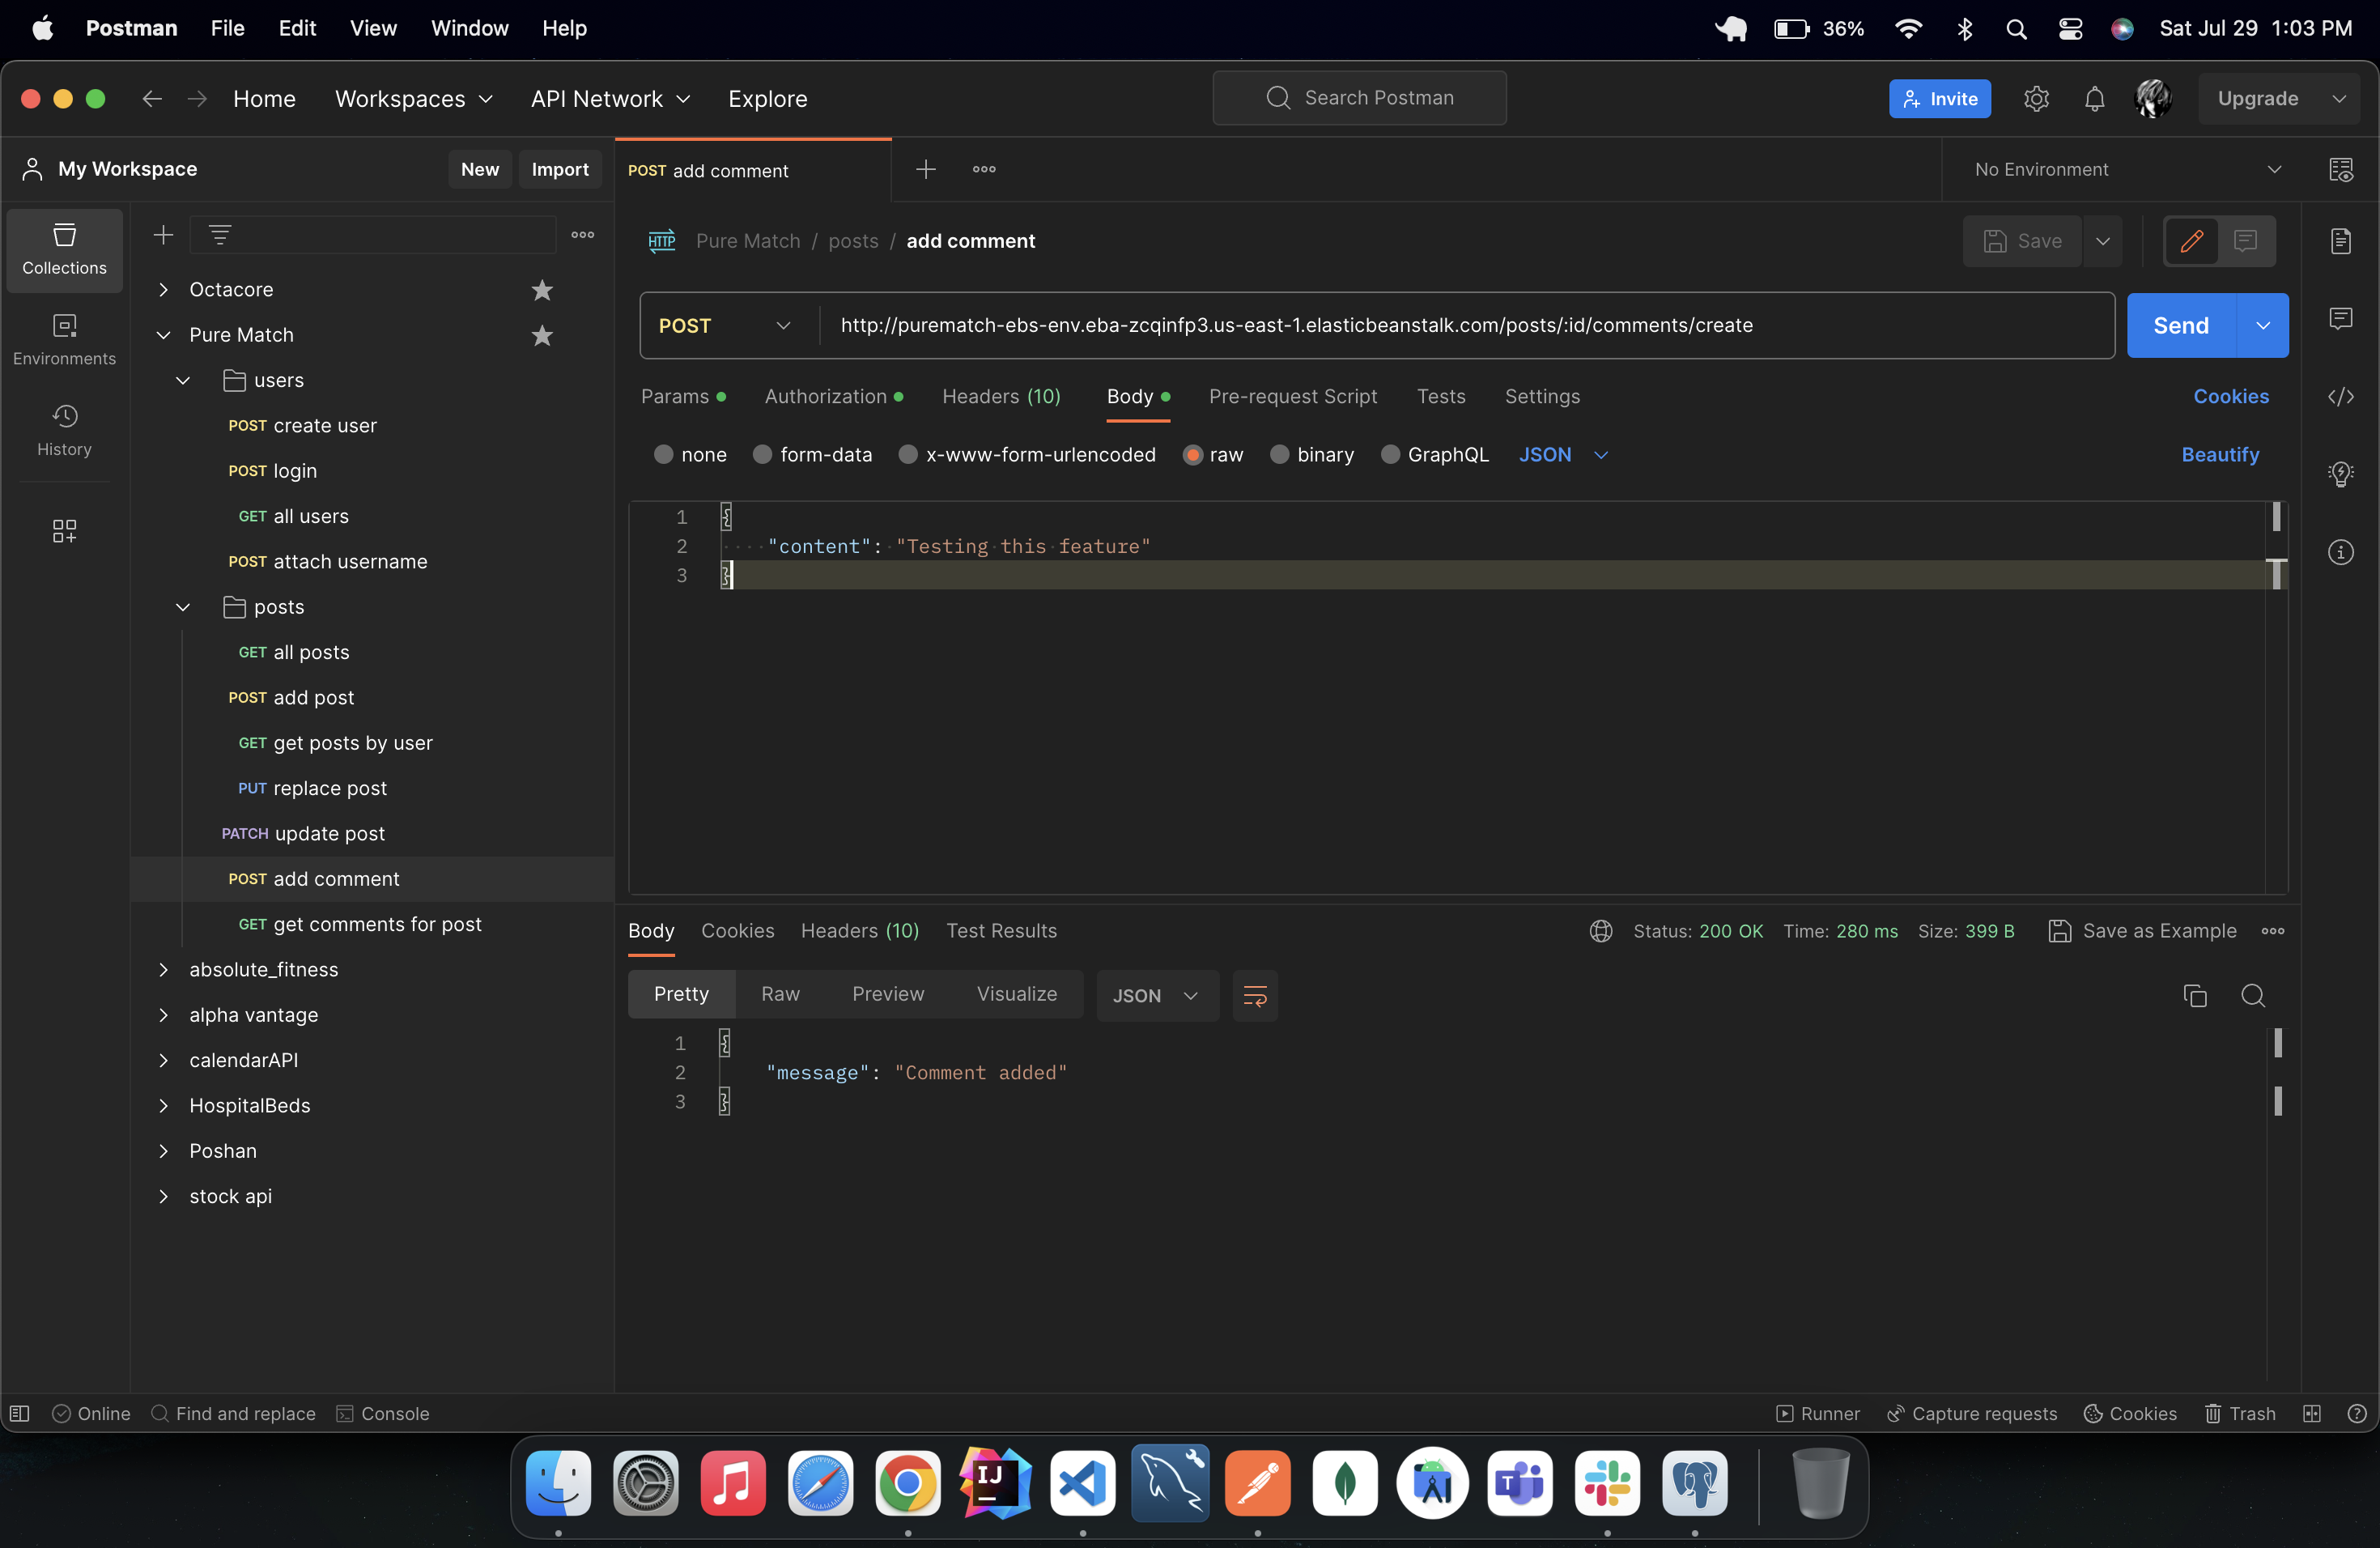 Postman File Edit View Window Help 36% Sat Jul 29 1:03 PM
Home Workspaces API Network Explore Search Postman Invite Upgrade
My Workspace New Import POST add comment No Environment
Collections
Environments
History
Octacore
Pure Match
users
POST create user
POST login
GET all users
POST attach username
posts
GET all posts
POST add post
GET get posts by user
PUT replace post
PATCH update post
POST add comment
GET get comments for post
absolute_fitness
alpha vantage
calendarAPI
HospitalBeds
Poshan
stock api
HTTP Pure Match / posts / add comment Save
POST http://purematch-ebs-env.eba-zcqinfp3.us-east-1.elasticbeanstalk.com/posts/:id/comments/create Send
Params Authorization Headers (10) Body Pre-request Script Tests Settings Cookies
none form-data x-www-form-urlencoded raw binary GraphQL JSON Beautify
1 {
2 "content": "Testing this feature"
3 }
Body Cookies Headers (10) Test Results Status: 200 OK Time: 280 ms Size: 399 B Save as Example
Pretty Raw Preview Visualize JSON
1 {
2 "message": "Comment added"
3 }
Online Find and replace Console Runner Capture requests Cookies Trash
IJ
T